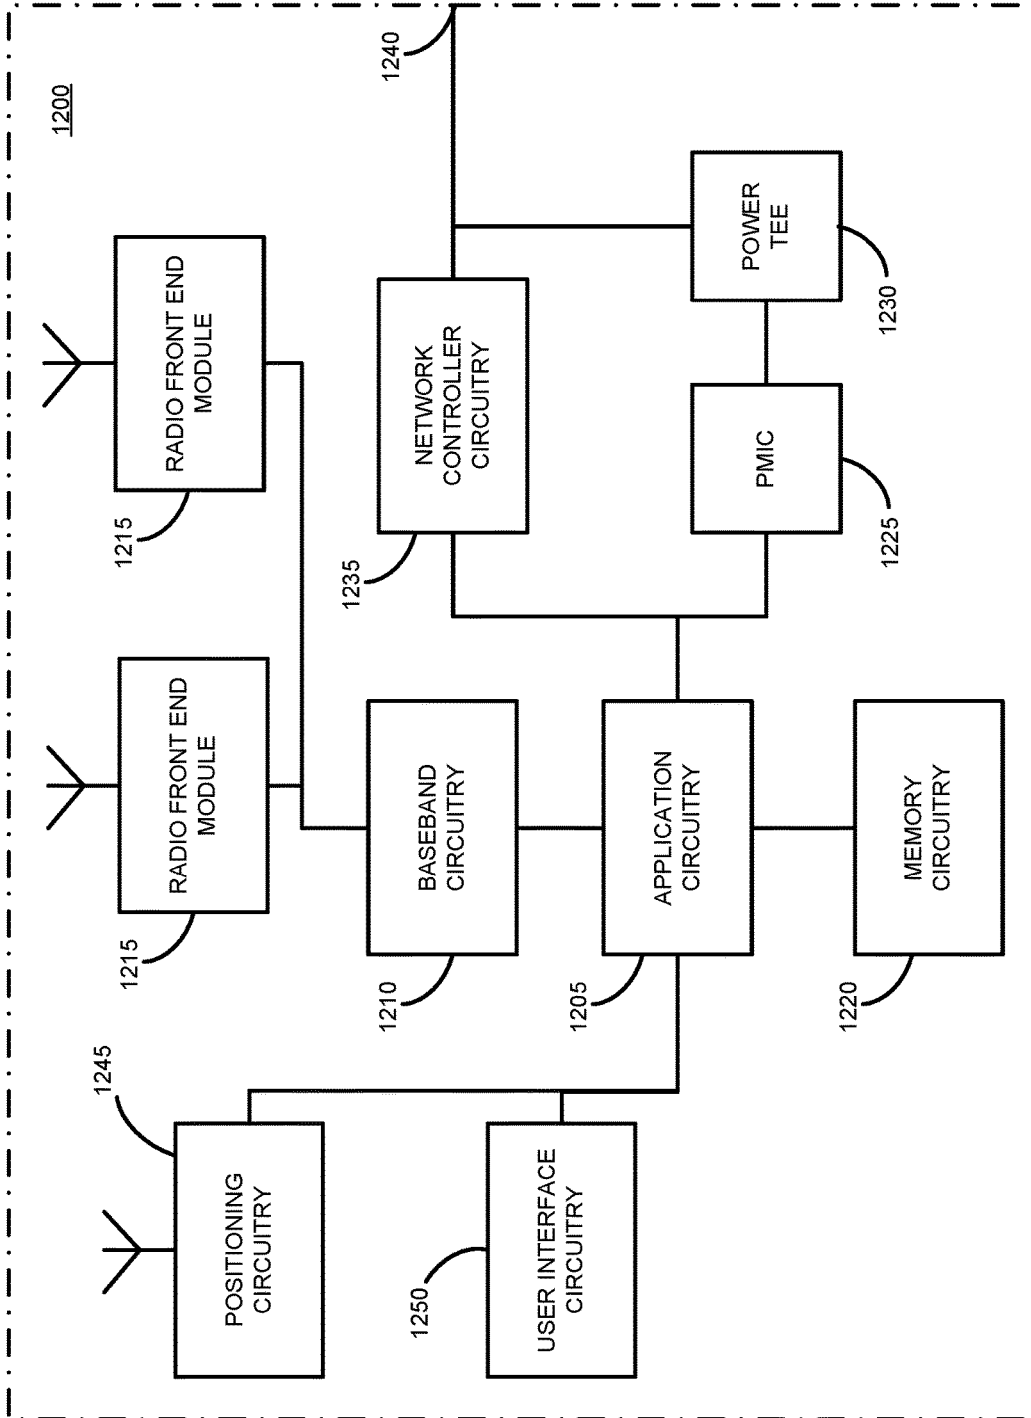 1200
1240
RADIO FRONT END
MODULE
1215
RADIO FRONT END
MODULE
1215
NETWORK
CONTROLLER
CIRCUITRY
1235
POWER
TEE
1230
PMIC
1225
BASEBAND
CIRCUITRY
1210
APPLICATION
CIRCUITRY
1205
MEMORY
CIRCUITRY
1220
POSITIONING
CIRCUITRY
1245
USER INTERFACE
CIRCUITRY
1250